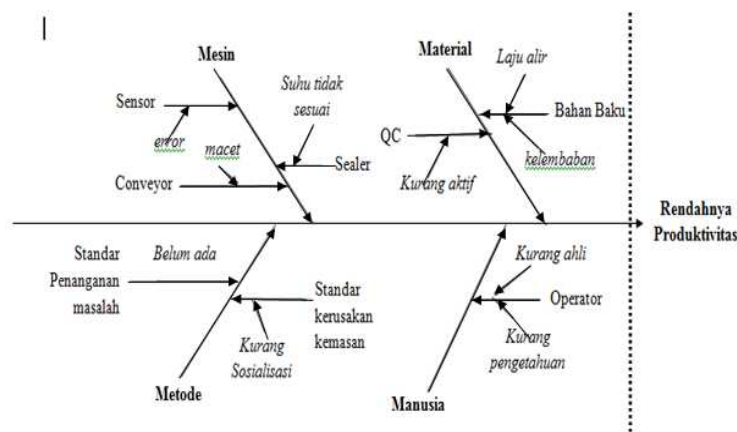 Mesin
Material
Sensor
Suhu tidak
sesuai
Laju alir
Bahan Baku
error
macet
QC
Sealer
kelembaban
Conveyor
Kurang aktif
Rendahnya
Produktivitas
Standar
Penanganan
masalah
Belum ada
Kurang ahli
Standar
kerusakan
kemasan
Operator
Kurang
Sosialisasi
Kurang
pengetahuan
Metode
Manusia